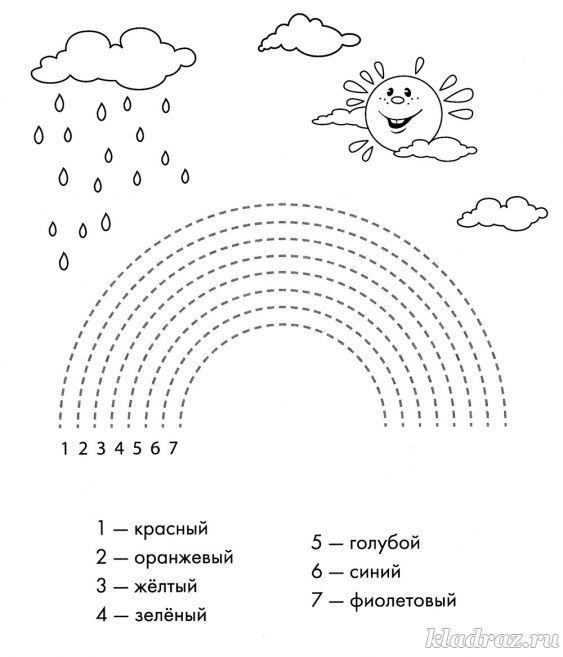 1 2 3 4 5 6 7
1 — красный
2 — оранжевый
3 — жёлтый
4 — зелёный
5 — голубой
6 — синий
7 — фиолетовый
kladraz.ru